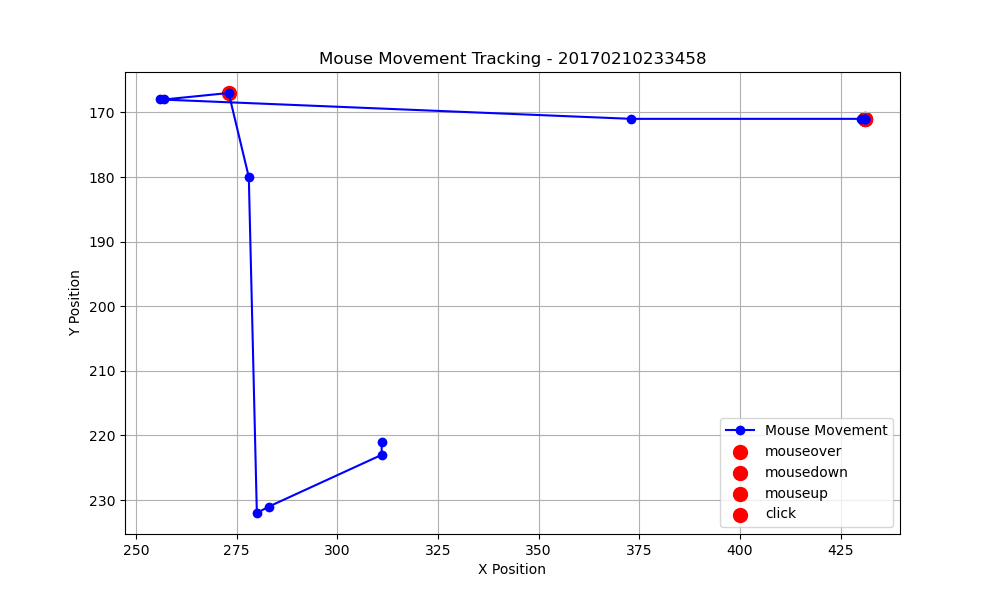 Mouse Movement Tracking - 20170210233458
Y Position
170
180
190
200
210
220
230
250
275
300
325
350
375
400
425
X Position
Mouse Movement
mouseover
mousedown
mouseup
click